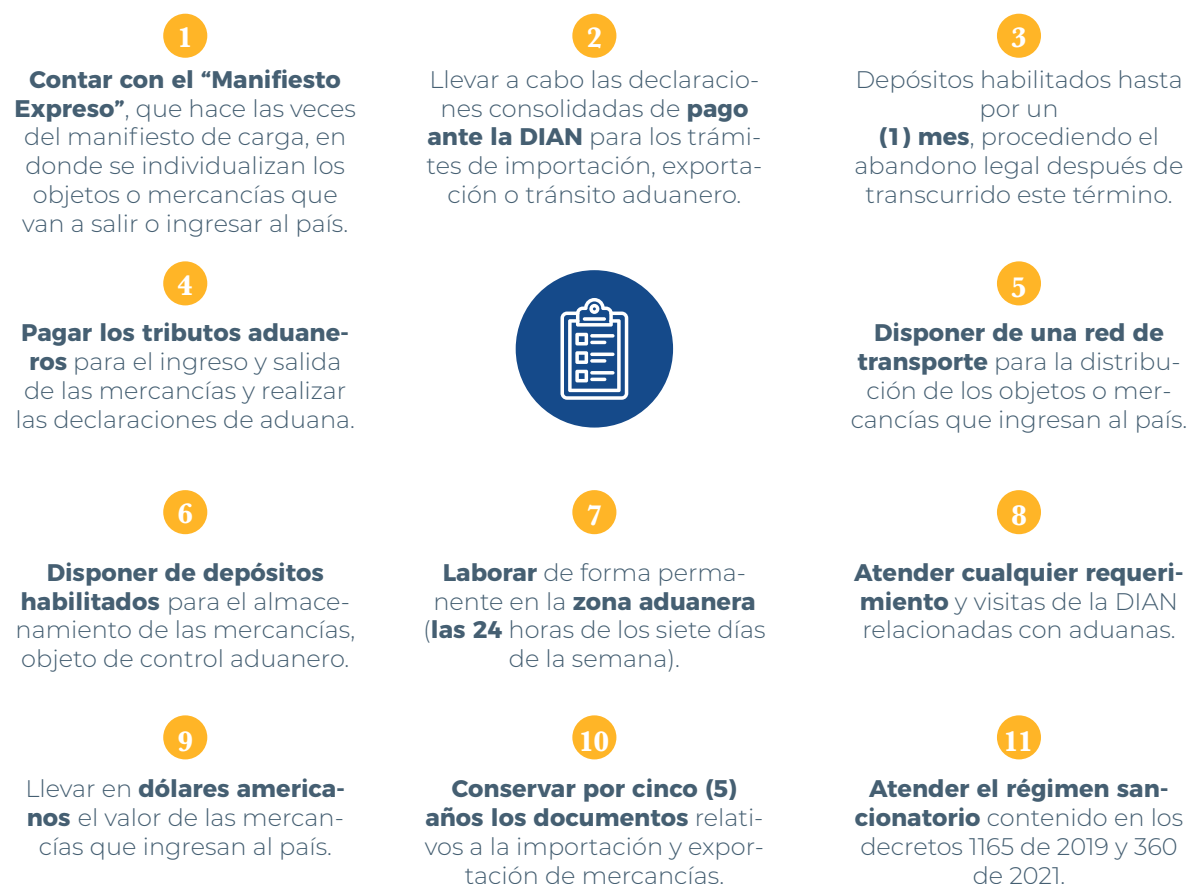 1
Contar con el “Manifiesto
Expreso”, que hace las veces
del manifiesto de carga, en
donde se individualizan los
objetos o mercancías que
van a salir o ingresar al país.
2
Llevar a cabo las declaracio-
nes consolidadas de pago
ante la DIAN para los trámi-
tes de importación, exporta-
ción o tránsito aduanero.
3
Depósitos habilitados hasta
por un
(1) mes, procediendo el
abandono legal después de
transcurrido este término.
4
Pagar los tributos aduane-
ros para el ingreso y salida
de las mercancías y realizar
las declaraciones de aduana.
5
Disponer de una red de
transporte para la distribu-
ción de los objetos o mer-
cancías que ingresan al país.
6
Disponer de depósitos
habilitados para el almace-
namiento de las mercancías,
objeto de control aduanero.
7
Laborar de forma perma-
nente en la zona aduanera
(las 24 horas de los siete días
de la semana).
8
Atender cualquier requeri-
miento y visitas de la DIAN
relacionadas con aduanas.
9
Llevar en dólares america-
nos el valor de las mercan-
cías que ingresan al país.
10
Conservar por cinco (5)
años los documentos relati-
vos a la importación y expor-
tación de mercancías.
11
Atender el régimen san-
cionatorio contenido en los
decretos 1165 de 2019 y 360
de 2021.